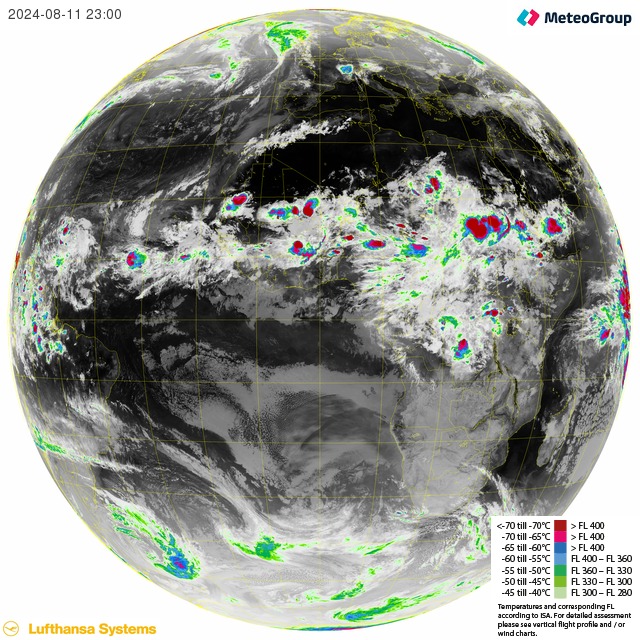 2024-08-11 23:00
MeteoGroup
<-70 till -70°C > FL 400
-70 till -65°C > FL 400
-65 till -60°C > FL 400
-60 till -55°C FL 400 - FL 360
-55 till -50°C FL 360 - FL 330
-50 till -45°C FL 330 - FL 300
-45 till -40°C FL 300 - FL 280
Temperatures and corresponding FL
according to ISA. For detailed assessment
please see vertical flight profile and / or
wind charts.
Lufthansa Systems